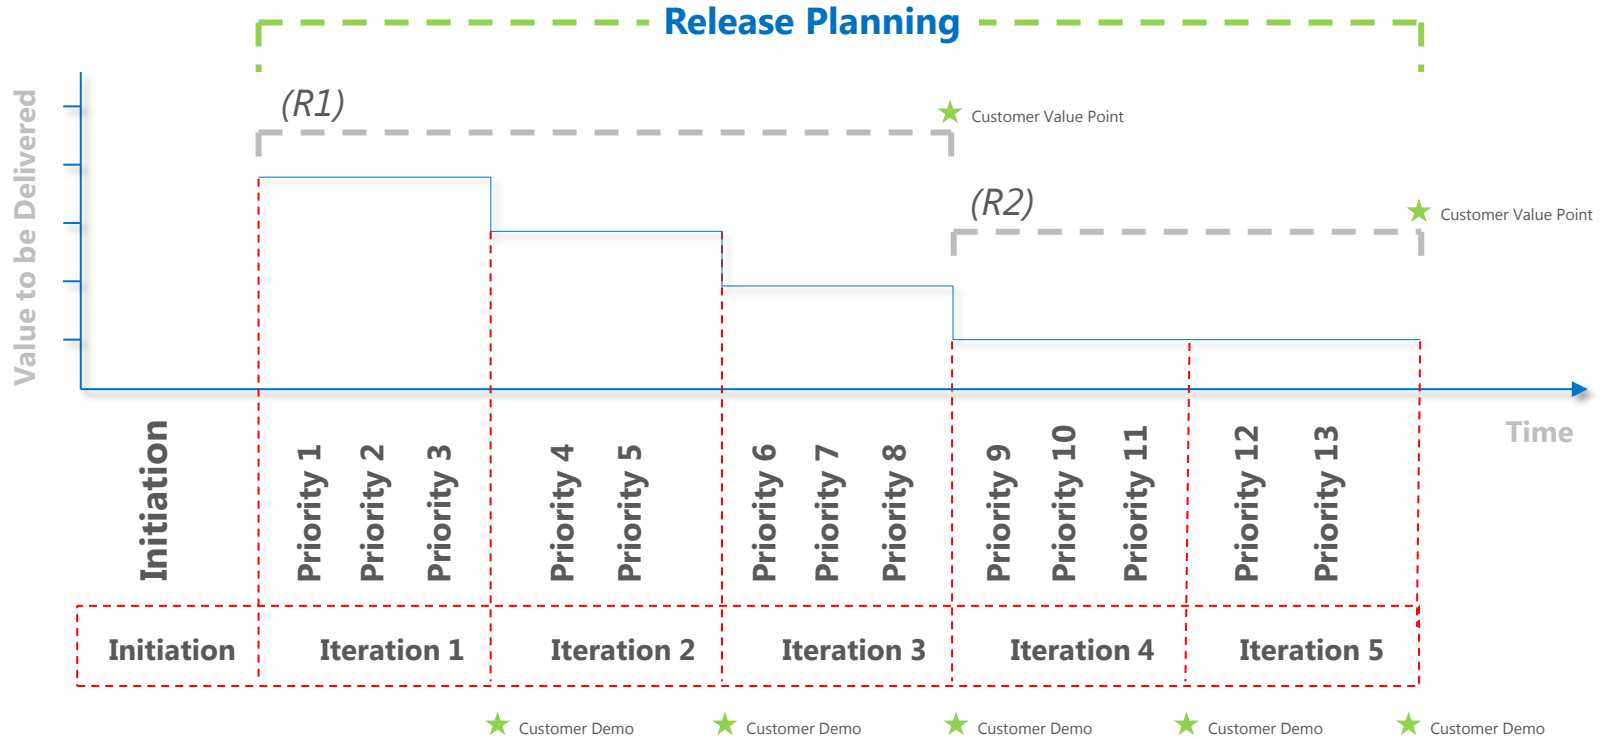 Release Planning
(R1)
Customer Value Point
(R2)
Customer Value Point
Value to be Delivered
Time
Initiation
Priority 1
Priority 2
Priority 3
Priority 4
Priority 5
Priority 6
Priority 7
Priority 8
Priority 9
Priority 10
Priority 11
Priority 12
Priority 13
Initiation
Iteration 1
Iteration 2
Iteration 3
Iteration 4
Iteration 5
Customer Demo
Customer Demo
Customer Demo
Customer Demo
Customer Demo